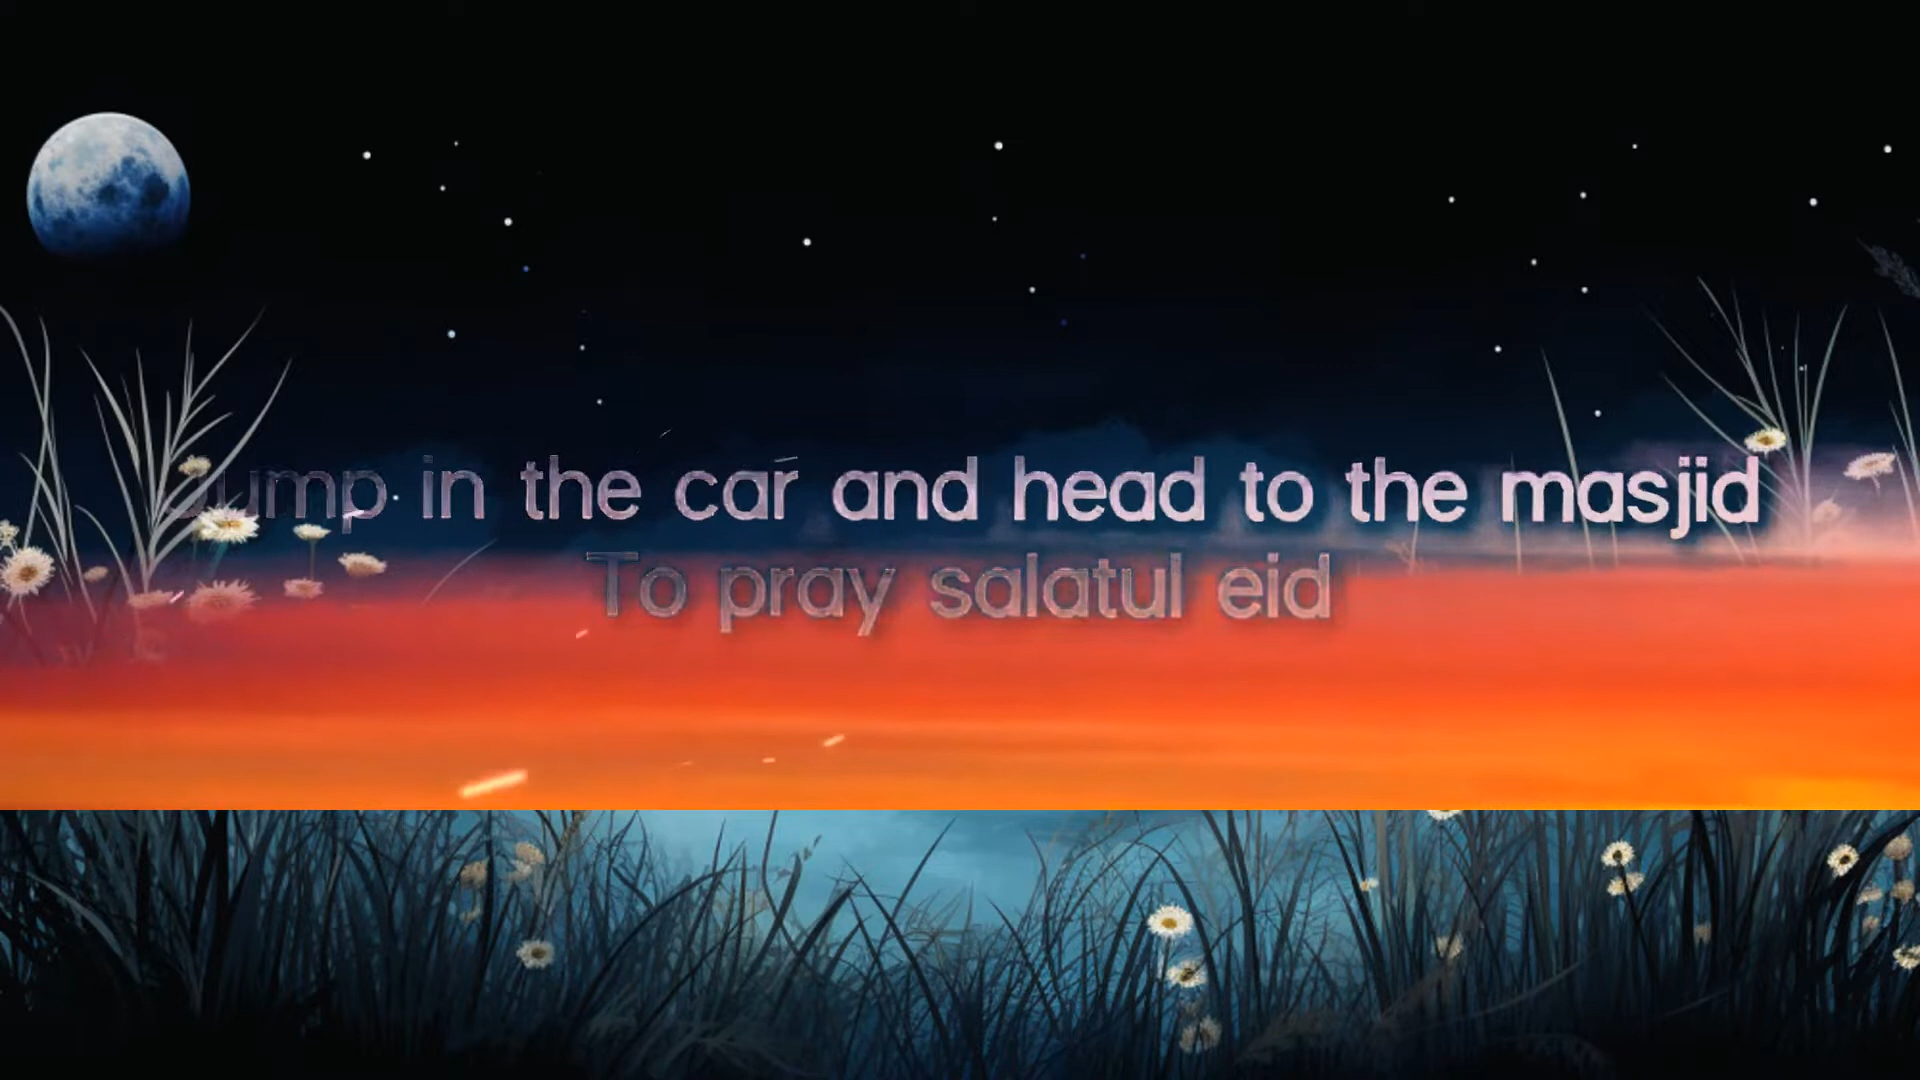 Jump in the car and head to the masjid
To pray salatul eid